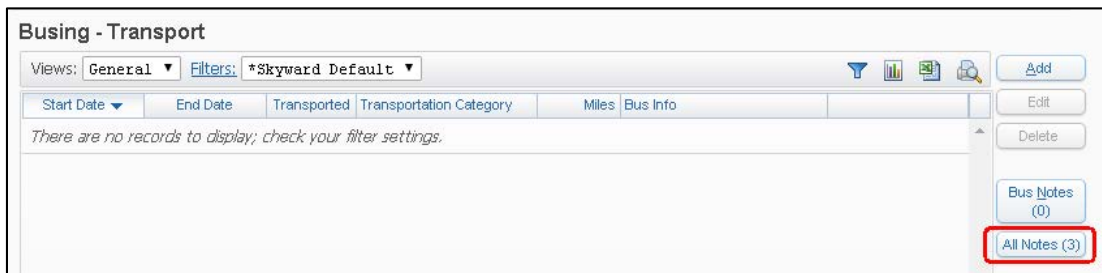 Busing - Transport
Views: General ▼ Filters: *Skyward Default ▼
Add
Start Date End Date Transported Transportation Category Miles Bus Info
Edit
There are no records to display; check your filter settings.
Delete
Bus Notes
(0)
All Notes (3)